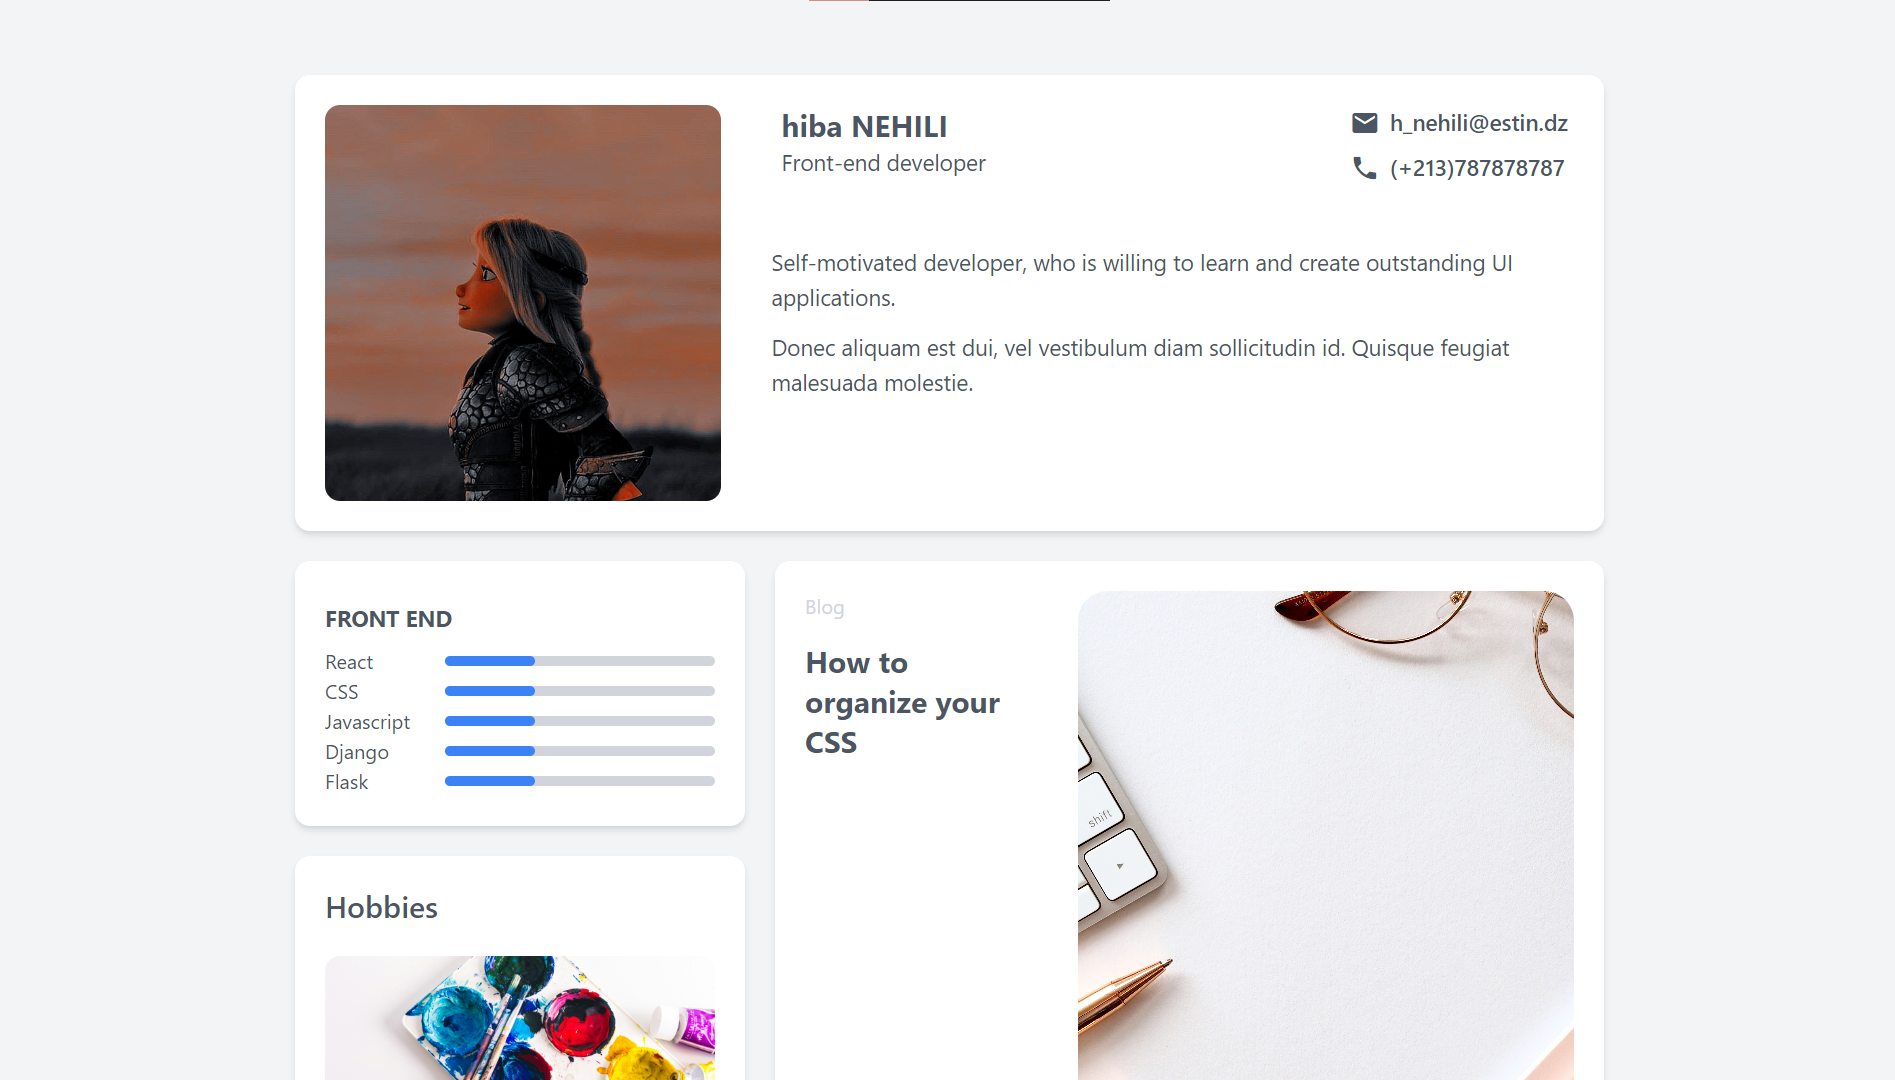 hiba NEHILI
Front-end developer
h_nehili@estin.dz
(+213)787878787
Self-motivated developer, who is willing to learn and create outstanding UI
applications.
Donec aliquam est dui, vel vestibulum diam sollicitudin id. Quisque feugiat
malesuada molestie.
FRONT END
React
CSS
Javascript
Django
Flask
Hobbies
Blog
How to
organize your
CSS
shift